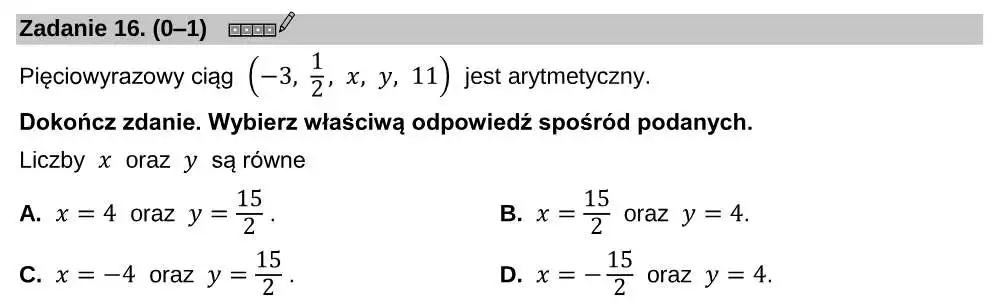 Zadanie 16. (0–1)
Pięciowyrazowy ciąg (−3, 1/2, x, y, 11) jest arytmetyczny.
Dokończ zdanie. Wybierz właściwą odpowiedź spośród podanych.
Liczby x oraz y są równe
A. x = 4 oraz y = 15/2 .
B. x = 15/2 oraz y = 4.
C. x = −4 oraz y = 15/2 .
D. x = −15/2 oraz y = 4.